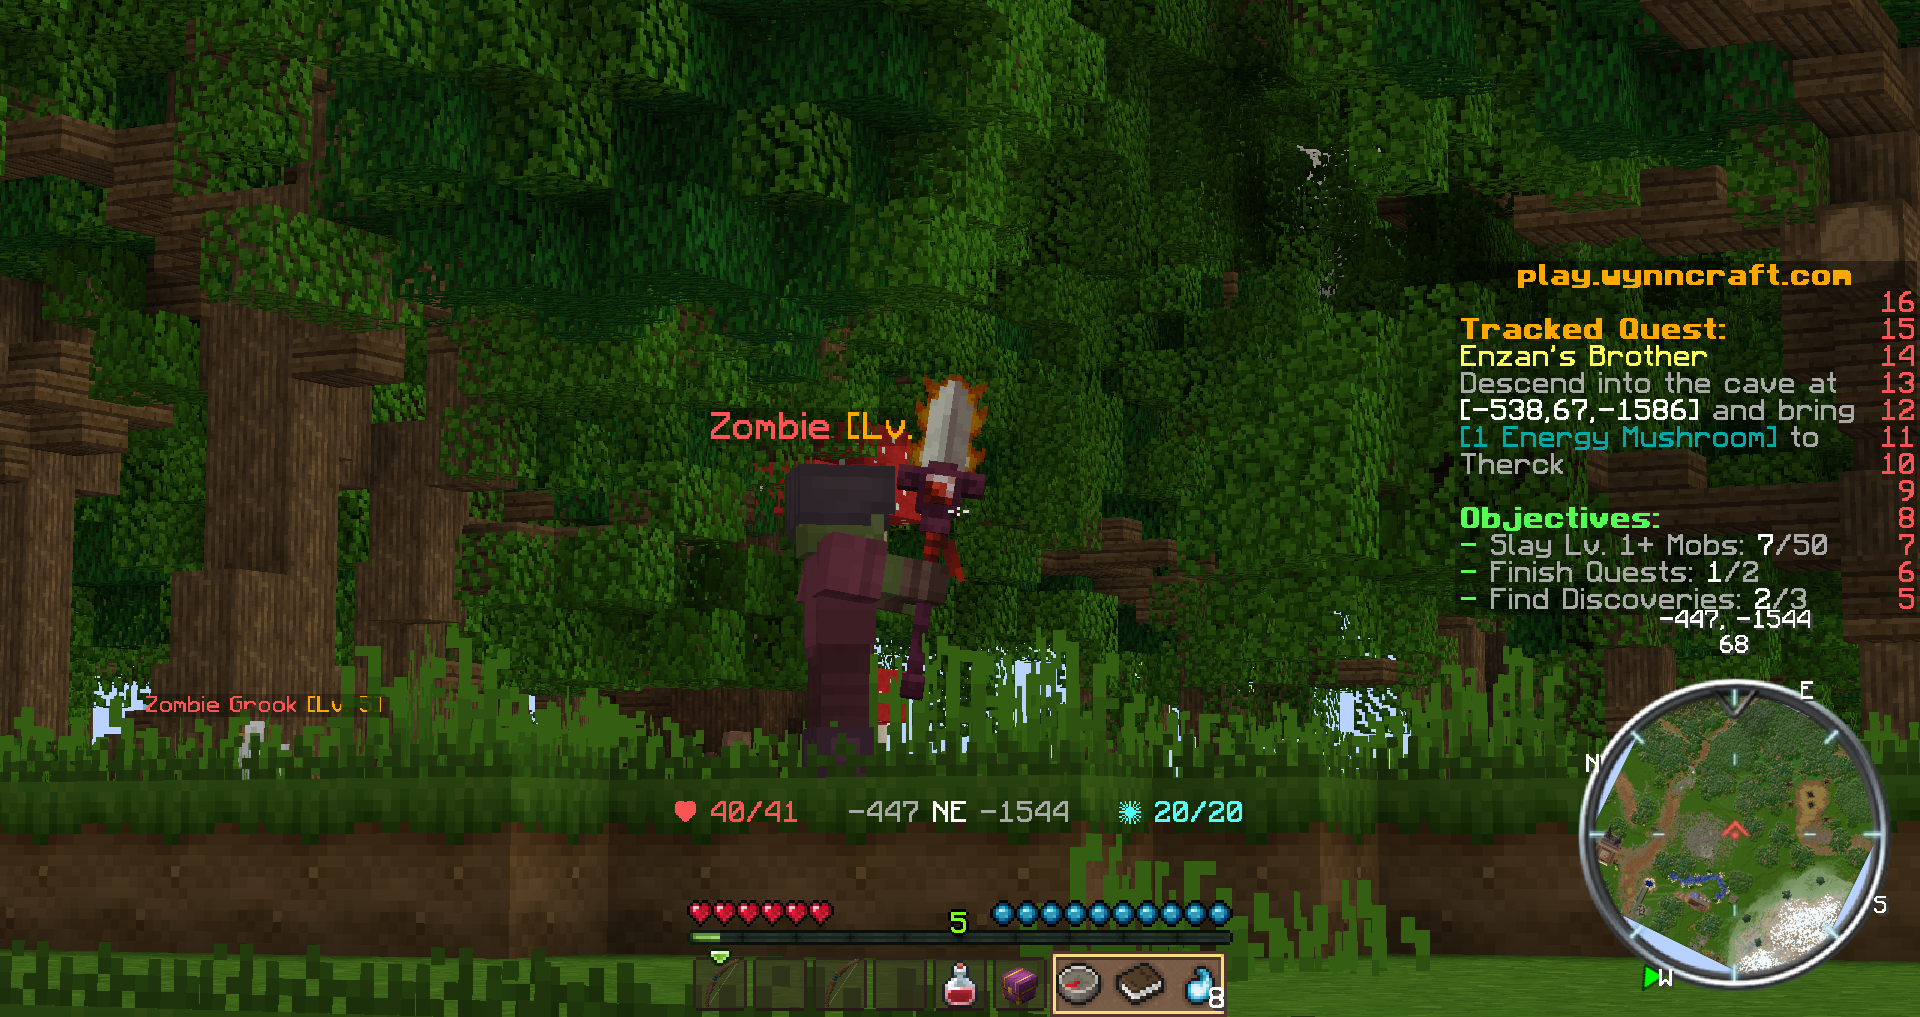 play.wynncraft.com
16
Tracked Quest: 15
Enzan's Brother 14
Descend into the cave at 13
[-538,67,-1586] and bring 12
[1 Energy Mushroom] to 11
Therck 10
9
Objectives: 8
- Slay Lv. 1+ Mobs: 7/50 7
- Finish Quests: 1/2 6
- Find Discoveries: 2/3 5
-447, -1544
68
Zombie [Lv.
Zombie Grook [Lv
E
N
S
W
40/41 -447 NE -1544 20/20
5
8